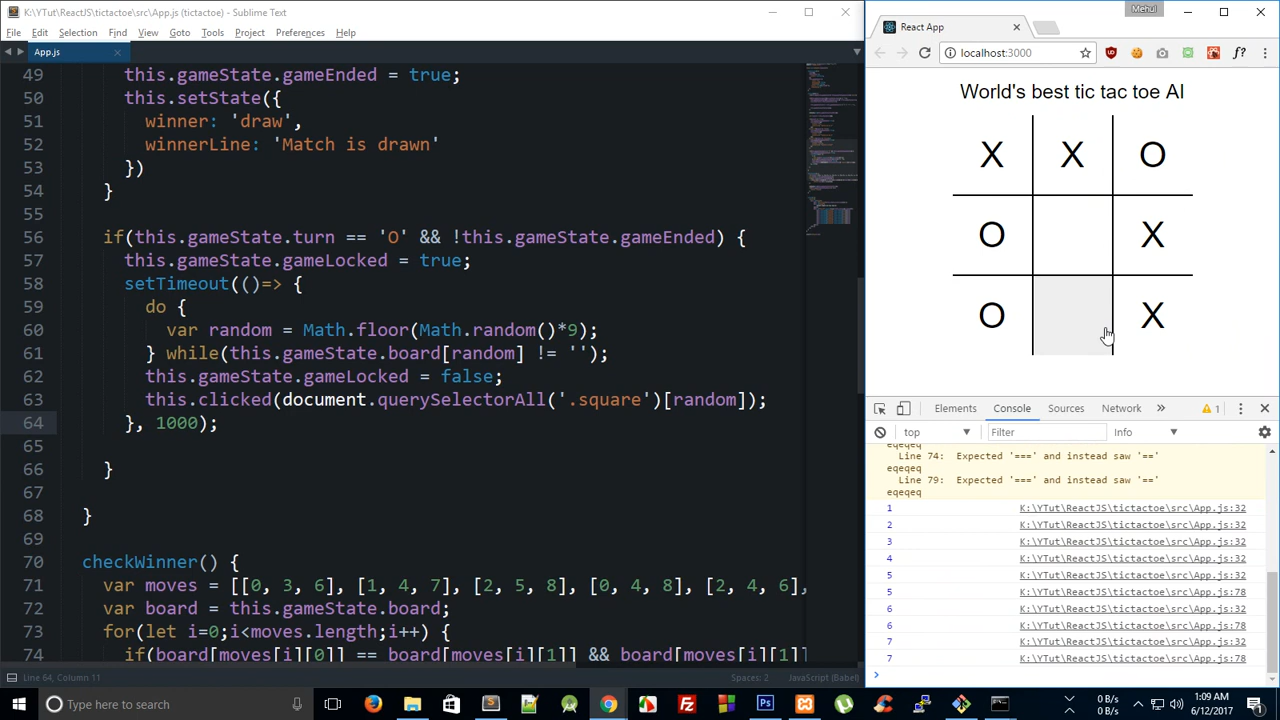 K:\YTut\ReactJS\tictactoe\src\App.js (tictactoe) - Sublime Text
File Edit Selection Find View Goto Tools Project Preferences Help
App.js
49 this.gameState.gameEnded = true;
50 this.setState({
51 winner: 'draw',
52 winnerLine: 'Match is drawn'
53 })
54 }
55
56 if(this.gameState.turn == 'O' && !this.gameState.gameEnded) {
57 this.gameState.gameLocked = true;
58 setTimeout(()=> {
59 do {
60 var random = Math.floor(Math.random()*9);
61 } while(this.gameState.board[random] != '');
62 this.gameState.gameLocked = false;
63 this.clicked(document.querySelectorAll('.square')[random]);
64 }, 1000);
65
66 }
67
68 }
69
70 checkWinner() {
71 var moves = [[0, 3, 6], [1, 4, 7], [2, 5, 8], [0, 4, 8], [2, 4, 6],
72 var board = this.gameState.board;
73 for(let i=0;i<moves.length;i++) {
74 if(board[moves[i][0]] == board[moves[i][1]] && board[moves[i][1]]
Line 64, Column 11
Spaces: 2 JavaScript (Babel)
Mehul
React App
localhost:3000
f?
World's best tic tac toe AI
X X O
O X
O X
Elements Console Sources Network » 1
top Filter Info
eqeqeq
Line 74: Expected '===' and instead saw '=='
eqeqeq
Line 79: Expected '===' and instead saw '=='
eqeqeq
1 K:\YTut\ReactJS\tictactoe\src\App.js:32
2 K:\YTut\ReactJS\tictactoe\src\App.js:32
3 K:\YTut\ReactJS\tictactoe\src\App.js:32
4 K:\YTut\ReactJS\tictactoe\src\App.js:32
5 K:\YTut\ReactJS\tictactoe\src\App.js:32
5 K:\YTut\ReactJS\tictactoe\src\App.js:78
6 K:\YTut\ReactJS\tictactoe\src\App.js:32
6 K:\YTut\ReactJS\tictactoe\src\App.js:78
7 K:\YTut\ReactJS\tictactoe\src\App.js:32
7 K:\YTut\ReactJS\tictactoe\src\App.js:78
>
Type here to search
0 B/s
0 B/s
1:09 AM
6/12/2017